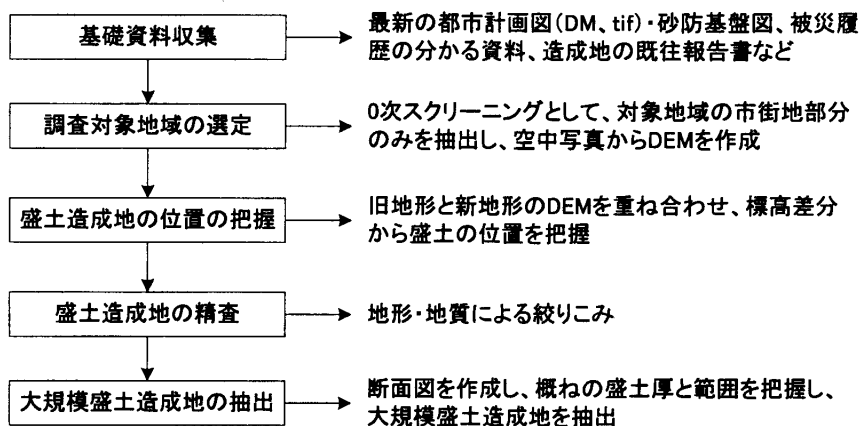 基礎資料収集
最新の都市計画図(DM、tif)・砂防基盤図、被災履
歴の分かる資料、造成地の既往報告書など
調査対象地域の選定
0次スクリーニングとして、対象地域の市街地部分
のみを抽出し、空中写真からDEMを作成
盛土造成地の位置の把握
旧地形と新地形のDEMを重ね合わせ、標高差分
から盛土の位置を把握
盛土造成地の精査
地形・地質による絞りこみ
大規模盛土造成地の抽出
断面図を作成し、概ねの盛土厚と範囲を把握し、
大規模盛土造成地を抽出